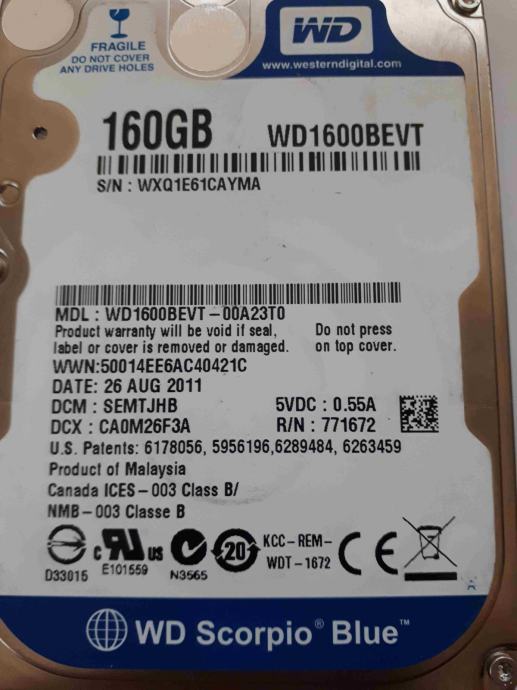 FRAGILE
DO NOT COVER
ANY DRIVE HOLES
WD
www.westerndigital.com
160GB WD1600BEVT
S/N : WXQ1E61CAYMA
MDL : WD1600BEVT-00A23T0
Product warranty will be void if seal, Do not press
label or cover is removed or damaged. on top cover.
WWN:50014EE6AC40421C
DATE: 26 AUG 2011
DCM : SEMTJHB 5VDC : 0.55A
DCX : CA0M26F3A R/N : 771672
U.S. Patents: 6178056, 5956196,6289484, 6263459
Product of Malaysia
Canada ICES-003 Class B/
NMB-003 Classe B
c RU us 20 KCC-REM-
WDT-1672 CE
D33015 E101559 N3565
WD Scorpio® Blue™